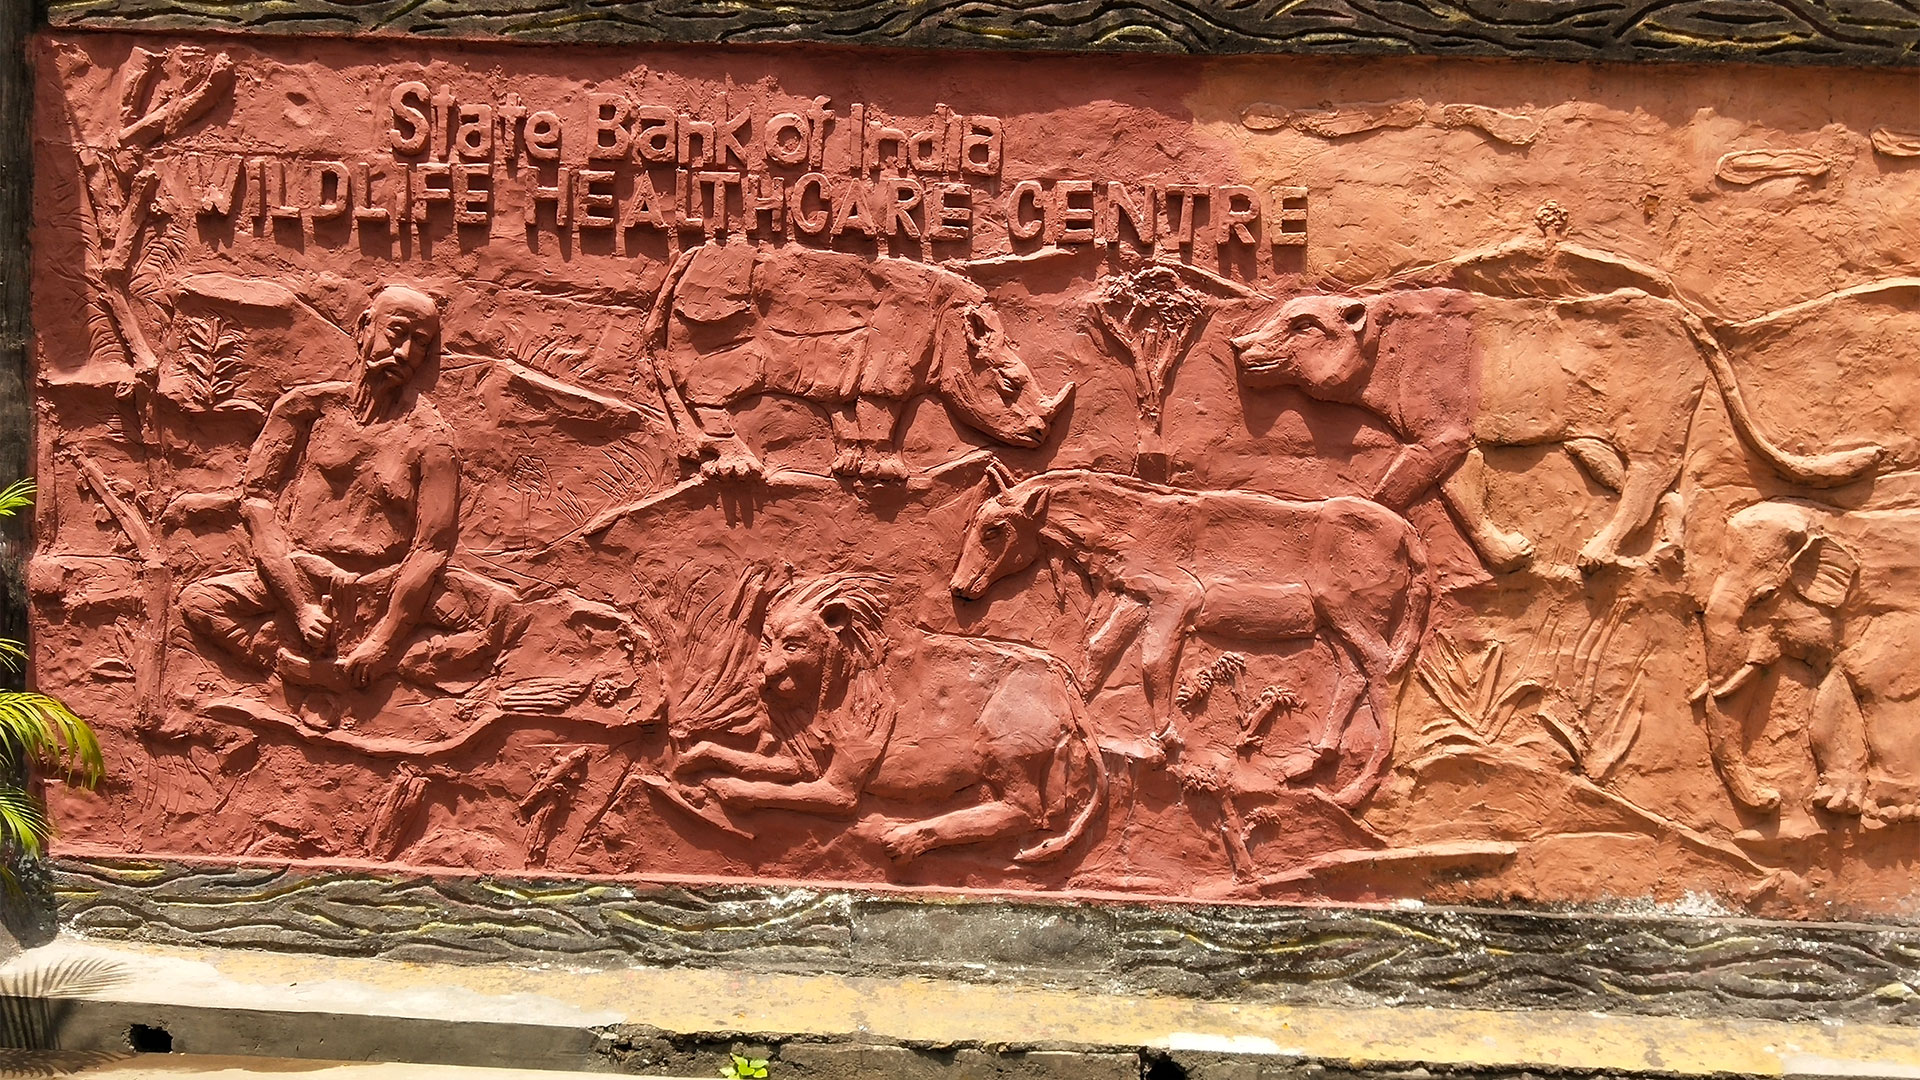 State Bank of India
WILDLIFE HEALTHCARE CENTRE